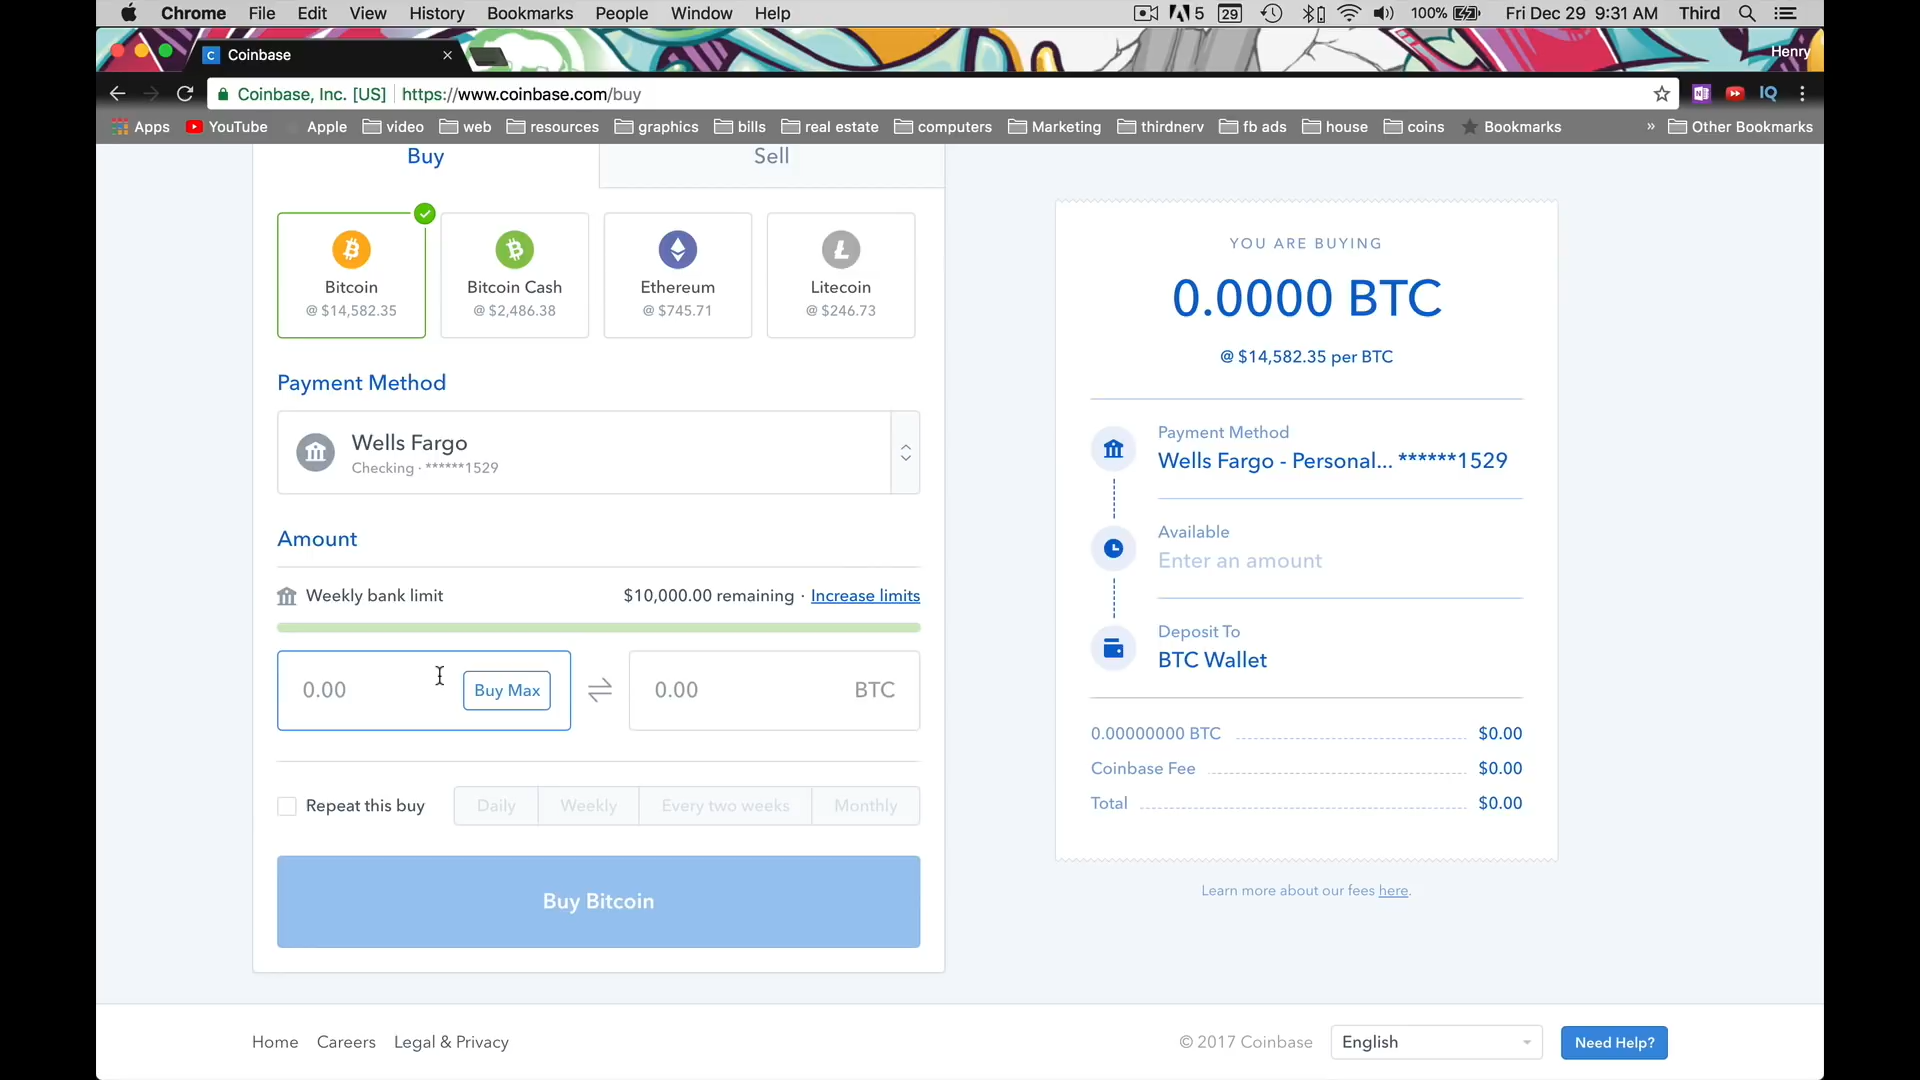 Chrome File Edit View History Bookmarks People Window Help 5 29 100% Fri Dec 29 9:31 AM Third
Coinbase Henry
Coinbase, Inc. [US] https://www.coinbase.com/buy
Apps YouTube Apple video web resources graphics bills real estate computers Marketing thirdnerv fb ads house coins Bookmarks » Other Bookmarks
Buy Sell
Bitcoin
@ $14,582.35
Bitcoin Cash
@ $2,486.38
Ethereum
@ $745.71
Litecoin
@ $246.73
Payment Method
Wells Fargo
Checking · ******1529
Amount
Weekly bank limit $10,000.00 remaining · Increase limits
0.00 Buy Max 0.00 BTC
Repeat this buy Daily Weekly Every two weeks Monthly
Buy Bitcoin
YOU ARE BUYING
0.0000 BTC
@ $14,582.35 per BTC
Payment Method
Wells Fargo - Personal... ******1529
Available
Enter an amount
Deposit To
BTC Wallet
0.00000000 BTC $0.00
Coinbase Fee $0.00
Total $0.00
Learn more about our fees here.
Home Careers Legal & Privacy © 2017 Coinbase English Need Help?